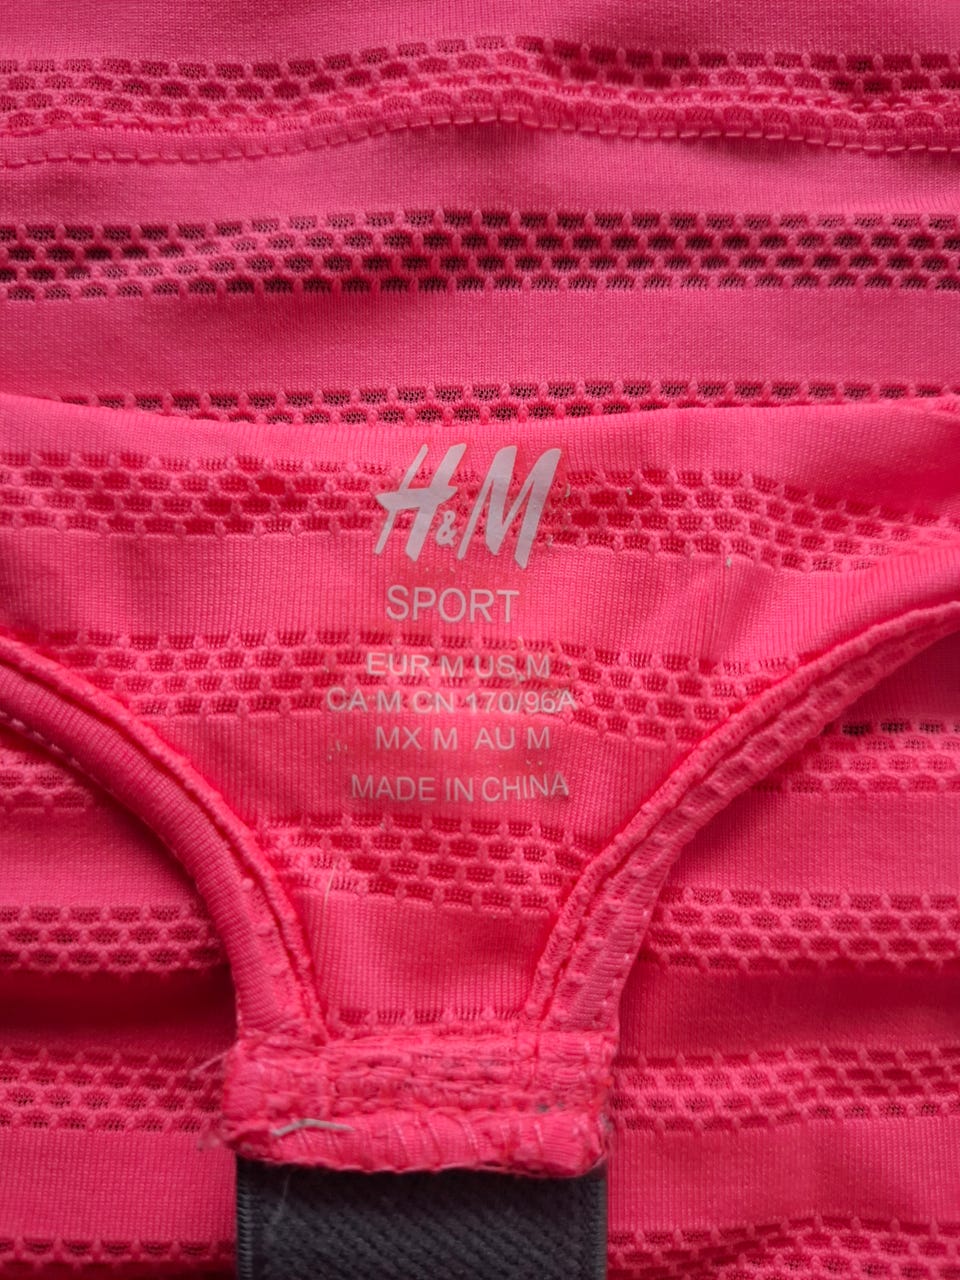 H&M
SPORT
EUR M US M
CA M CN 170/96A
MX M AU M
MADE IN CHINA